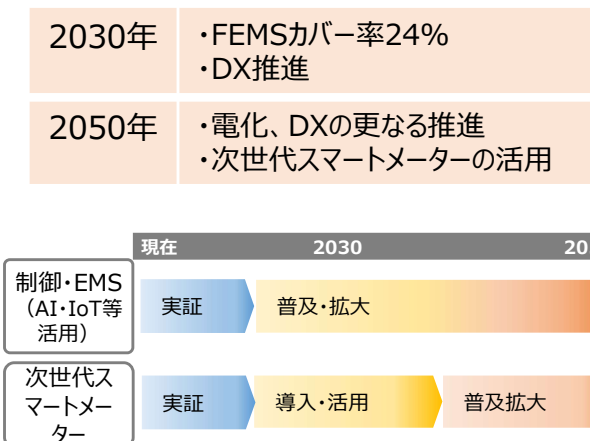 2030年
・FEMSカバー率24%
・DX推進
2050年
・電化、DXの更なる推進
・次世代スマートメーターの活用
現在 2030 20
制御・EMS
（AI・IoT等
活用）
実証 普及・拡大
次世代ス
マートメー
ター
実証 導入・活用 普及拡大